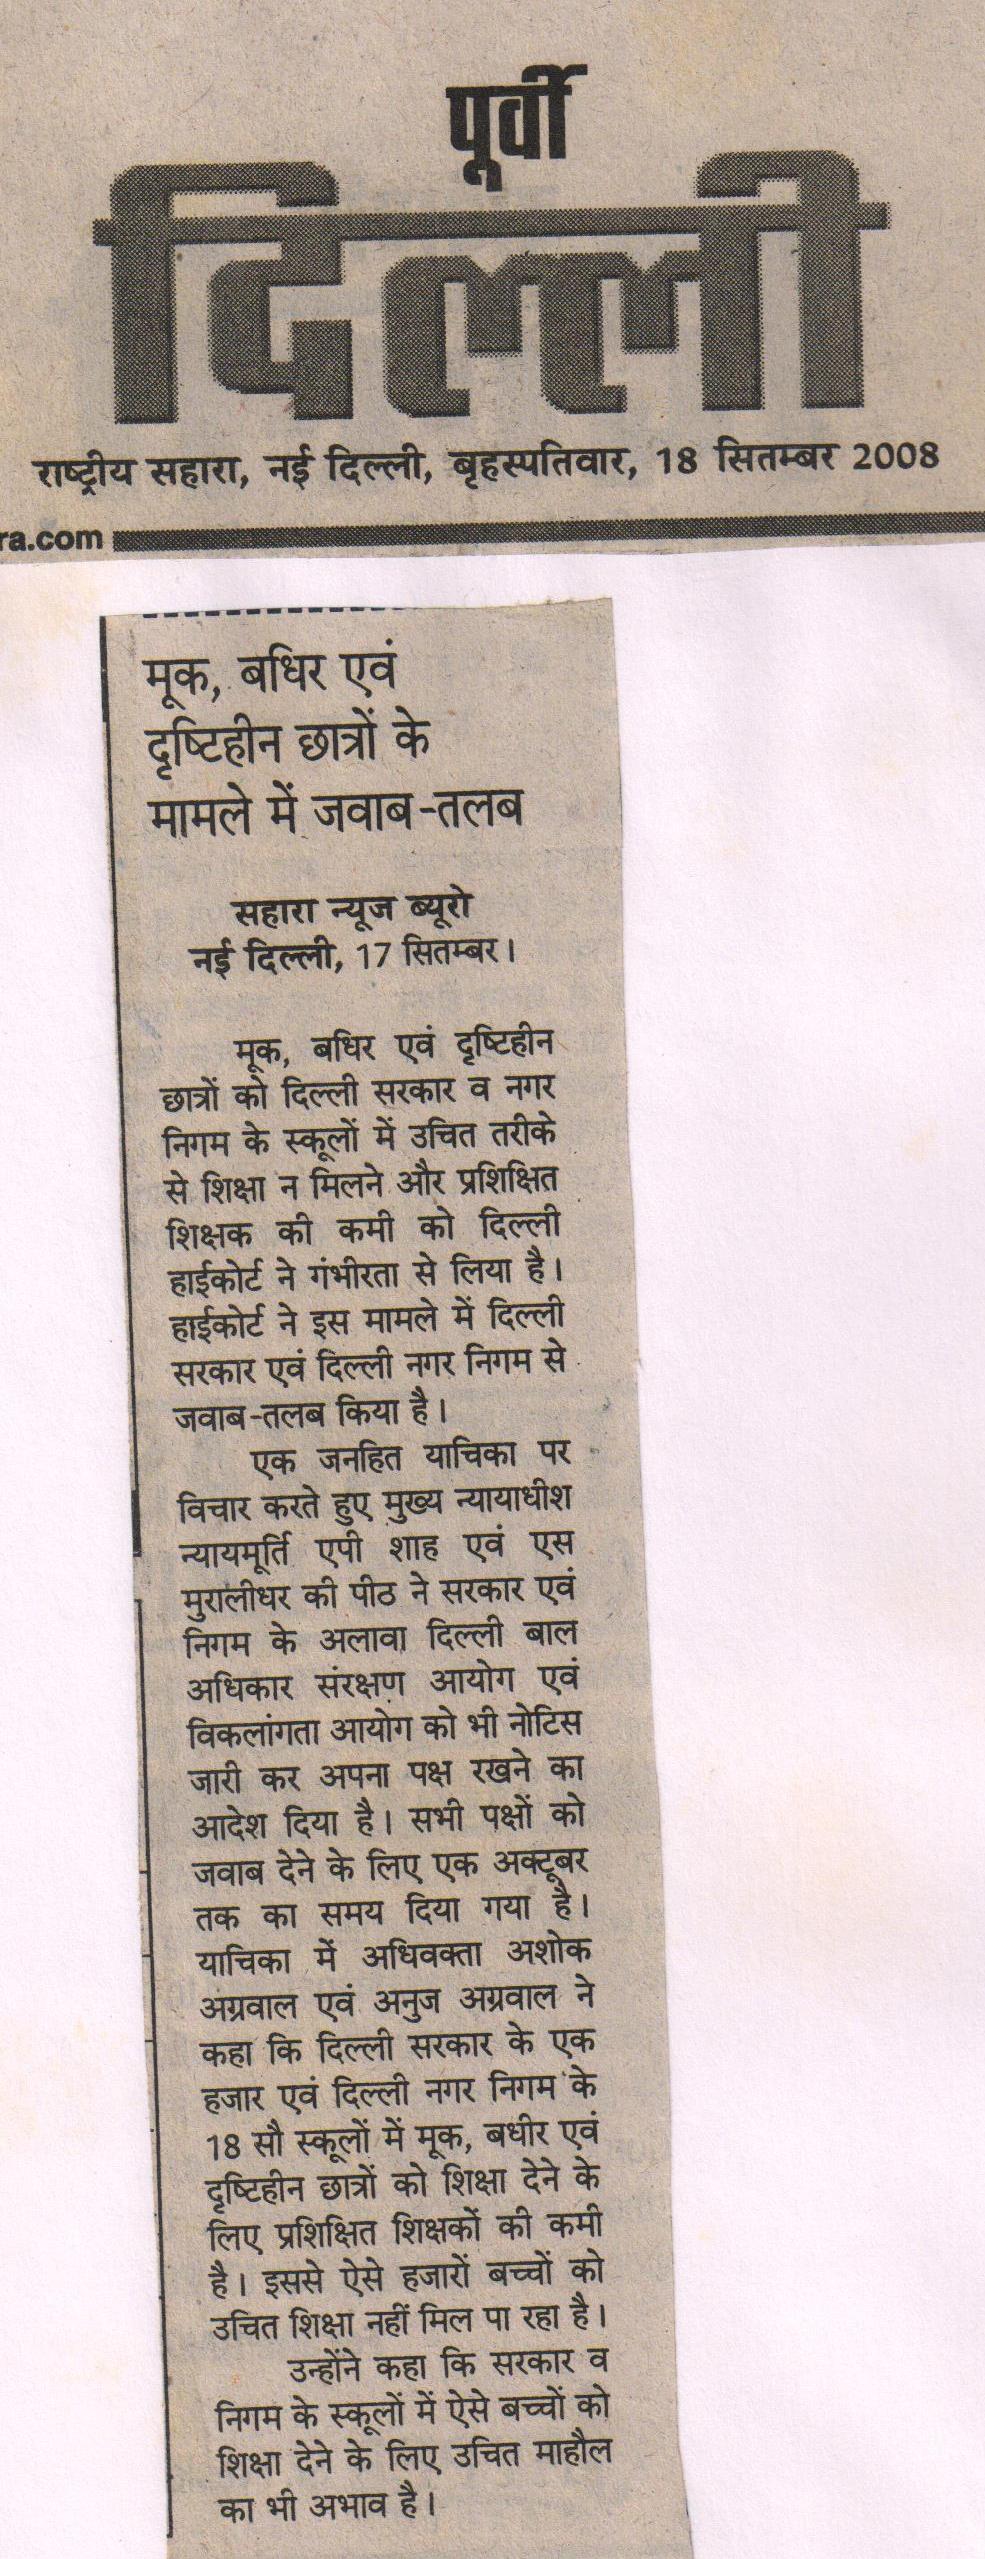 पूर्वी
दिल्ली
राष्ट्रीय सहारा, नई दिल्ली, बृहस्पतिवार, 18 सितम्बर 2008
ra.com
मूक, बधिर एवं
दृष्टिहीन छात्रों के
मामले में जवाब-तलब
सहारा न्यूज ब्यूरो
नई दिल्ली, 17 सितम्बर।
मूक, बधिर एवं दृष्टिहीन
छात्रों को दिल्ली सरकार व नगर
निगम के स्कूलों में उचित तरीके
से शिक्षा न मिलने और प्रशिक्षित
शिक्षक की कमी को दिल्ली
हाईकोर्ट ने गंभीरता से लिया है।
हाईकोर्ट ने इस मामले में दिल्ली
सरकार एवं दिल्ली नगर निगम से
जवाब-तलब किया है।
एक जनहित याचिका पर
विचार करते हुए मुख्य न्यायाधीश
न्यायमूर्ति एपी शाह एवं एस
मुरालीधर की पीठ ने सरकार एवं
निगम के अलावा दिल्ली बाल
अधिकार संरक्षण आयोग एवं
विकलांगता आयोग को भी नोटिस
जारी कर अपना पक्ष रखने का
आदेश दिया है। सभी पक्षों को
जवाब देने के लिए एक अक्टूबर
तक का समय दिया गया है।
याचिका में अधिवक्ता अशोक
अग्रवाल एवं अनुज अग्रवाल ने
कहा कि दिल्ली सरकार के एक
हजार एवं दिल्ली नगर निगम के
18 सौ स्कूलों में मूक, बधीर एवं
दृष्टिहीन छात्रों को शिक्षा देने के
लिए प्रशिक्षित शिक्षकों की कमी
है। इससे ऐसे हजारों बच्चों को
उचित शिक्षा नहीं मिल पा रहा है।
उन्होंने कहा कि सरकार व
निगम के स्कूलों में ऐसे बच्चों को
शिक्षा देने के लिए उचित माहौल
का भी अभाव है।